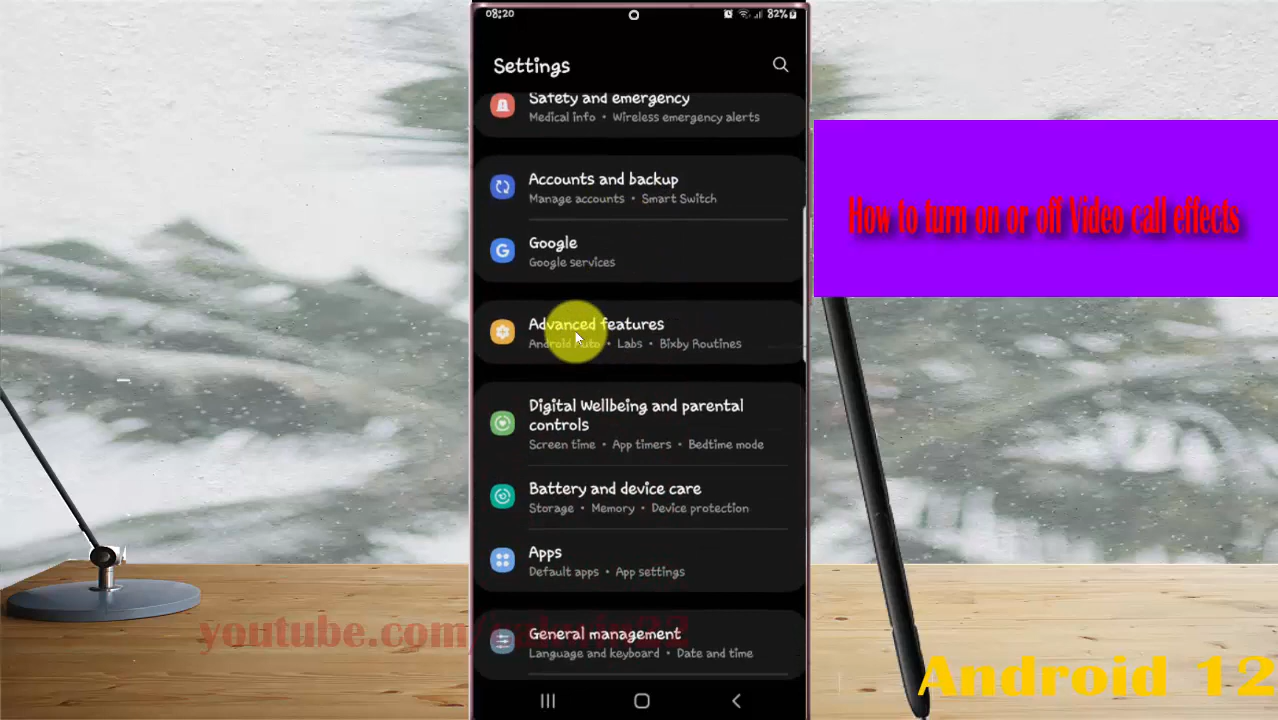 08:20
82%
Settings
Safety and emergency
Medical info • Wireless emergency alerts
Accounts and backup
Manage accounts • Smart Switch
Google
Google services
Advanced features
Android Auto • Labs • Bixby Routines
Digital Wellbeing and parental
controls
Screen time • App timers • Bedtime mode
Battery and device care
Storage • Memory • Device protection
Apps
Default apps • App settings
General management
Language and keyboard • Date and time
How to turn on or off Video call effects
Android 12